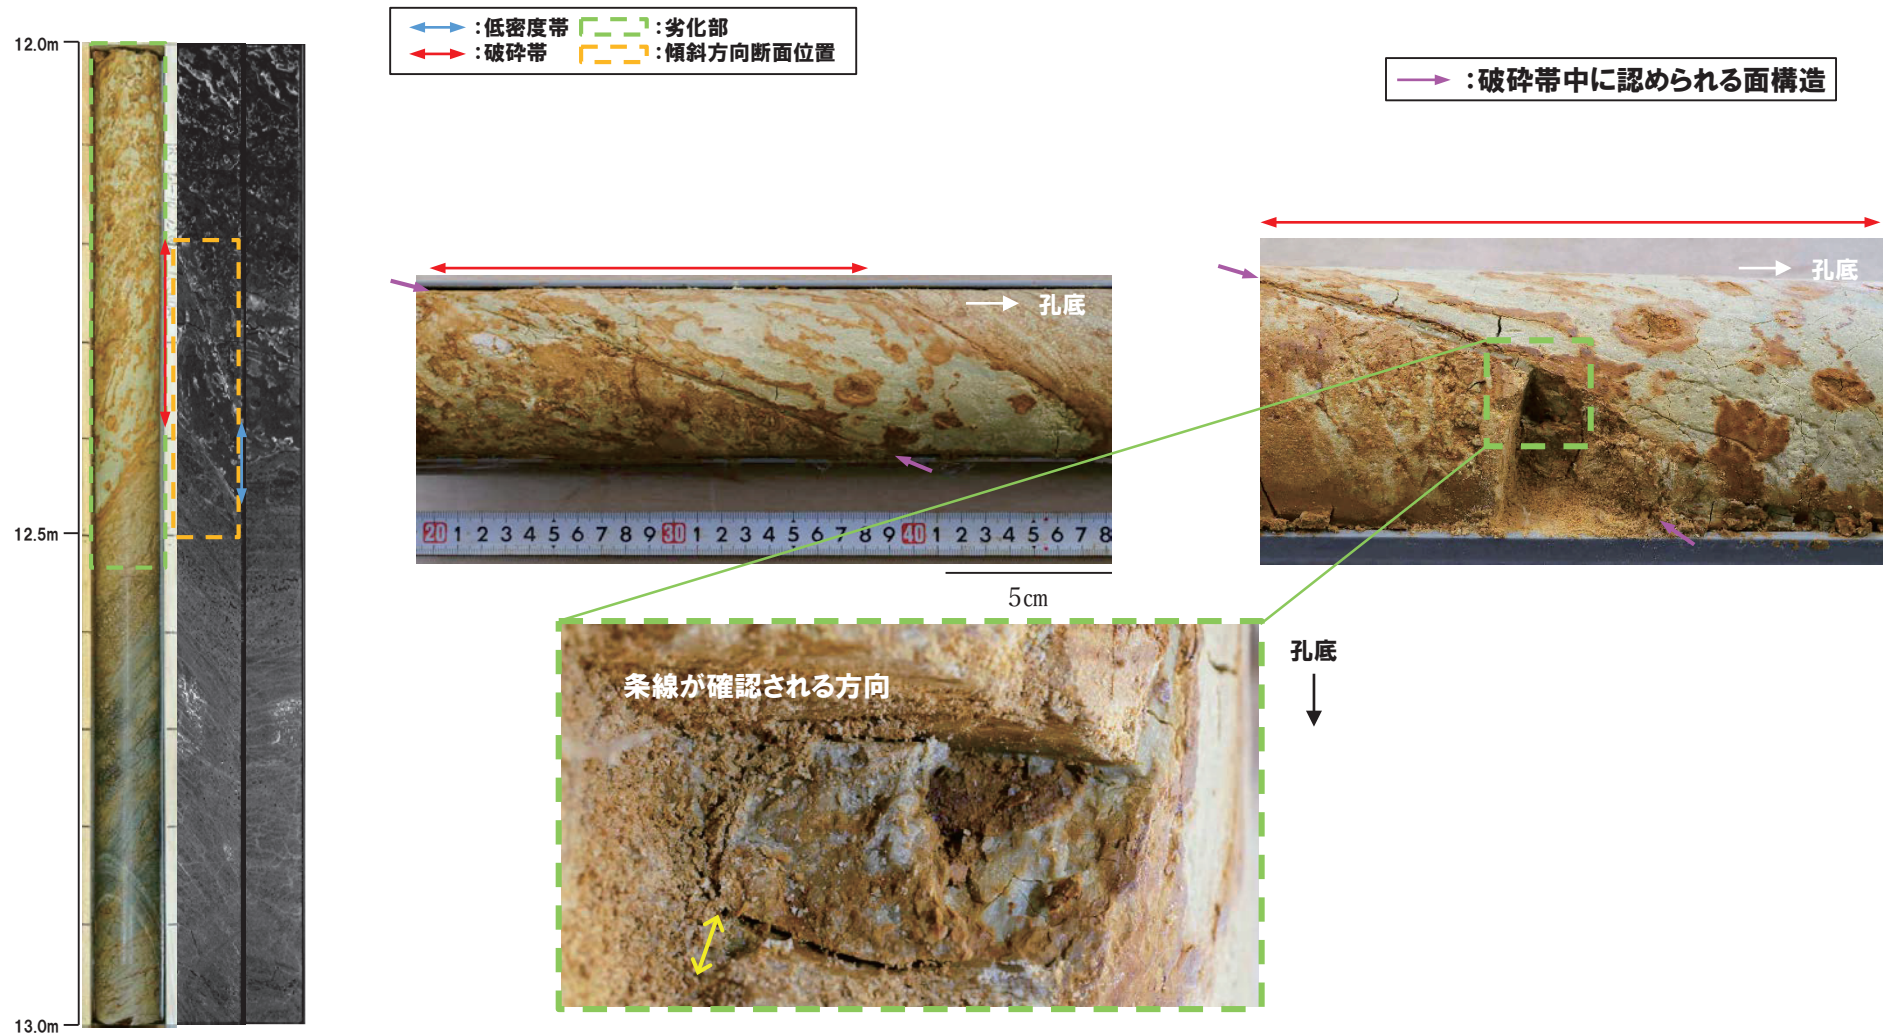 12.0m
12.5m
13.0m
:低密度帯
:劣化部
:破砕帯
:傾斜方向断面位置
:破砕帯中に認められる面構造
孔底
20 1 2 3 4 5 6 7 8 9 30 1 2 3 4 5 6 7 8 9 40 1 2 3 4 5 6 7 8
5cm
孔底
条線が確認される方向
孔底